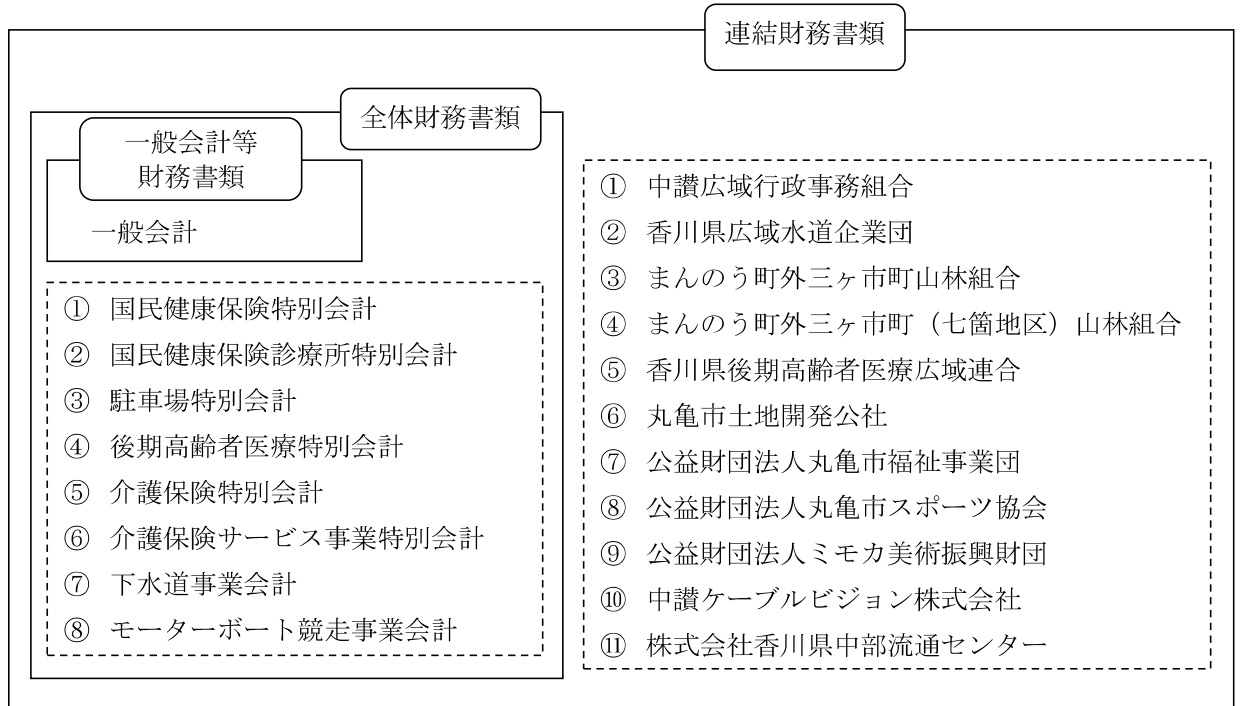 連結財務書類
全体財務書類
一般会計等
財務書類
一般会計
① 国民健康保険特別会計
② 国民健康保険診療所特別会計
③ 駐車場特別会計
④ 後期高齢者医療特別会計
⑤ 介護保険特別会計
⑥ 介護保険サービス事業特別会計
⑦ 下水道事業会計
⑧ モーターボート競走事業会計
① 中讃広域行政事務組合
② 香川県広域水道企業団
③ まんのう町外三ヶ市町山林組合
④ まんのう町外三ヶ市町（七箇地区）山林組合
⑤ 香川県後期高齢者医療広域連合
⑥ 丸亀市土地開発公社
⑦ 公益財団法人丸亀市福祉事業団
⑧ 公益財団法人丸亀市スポーツ協会
⑨ 公益財団法人ミモカ美術振興財団
⑩ 中讃ケーブルビジョン株式会社
⑪ 株式会社香川県中部流通センター